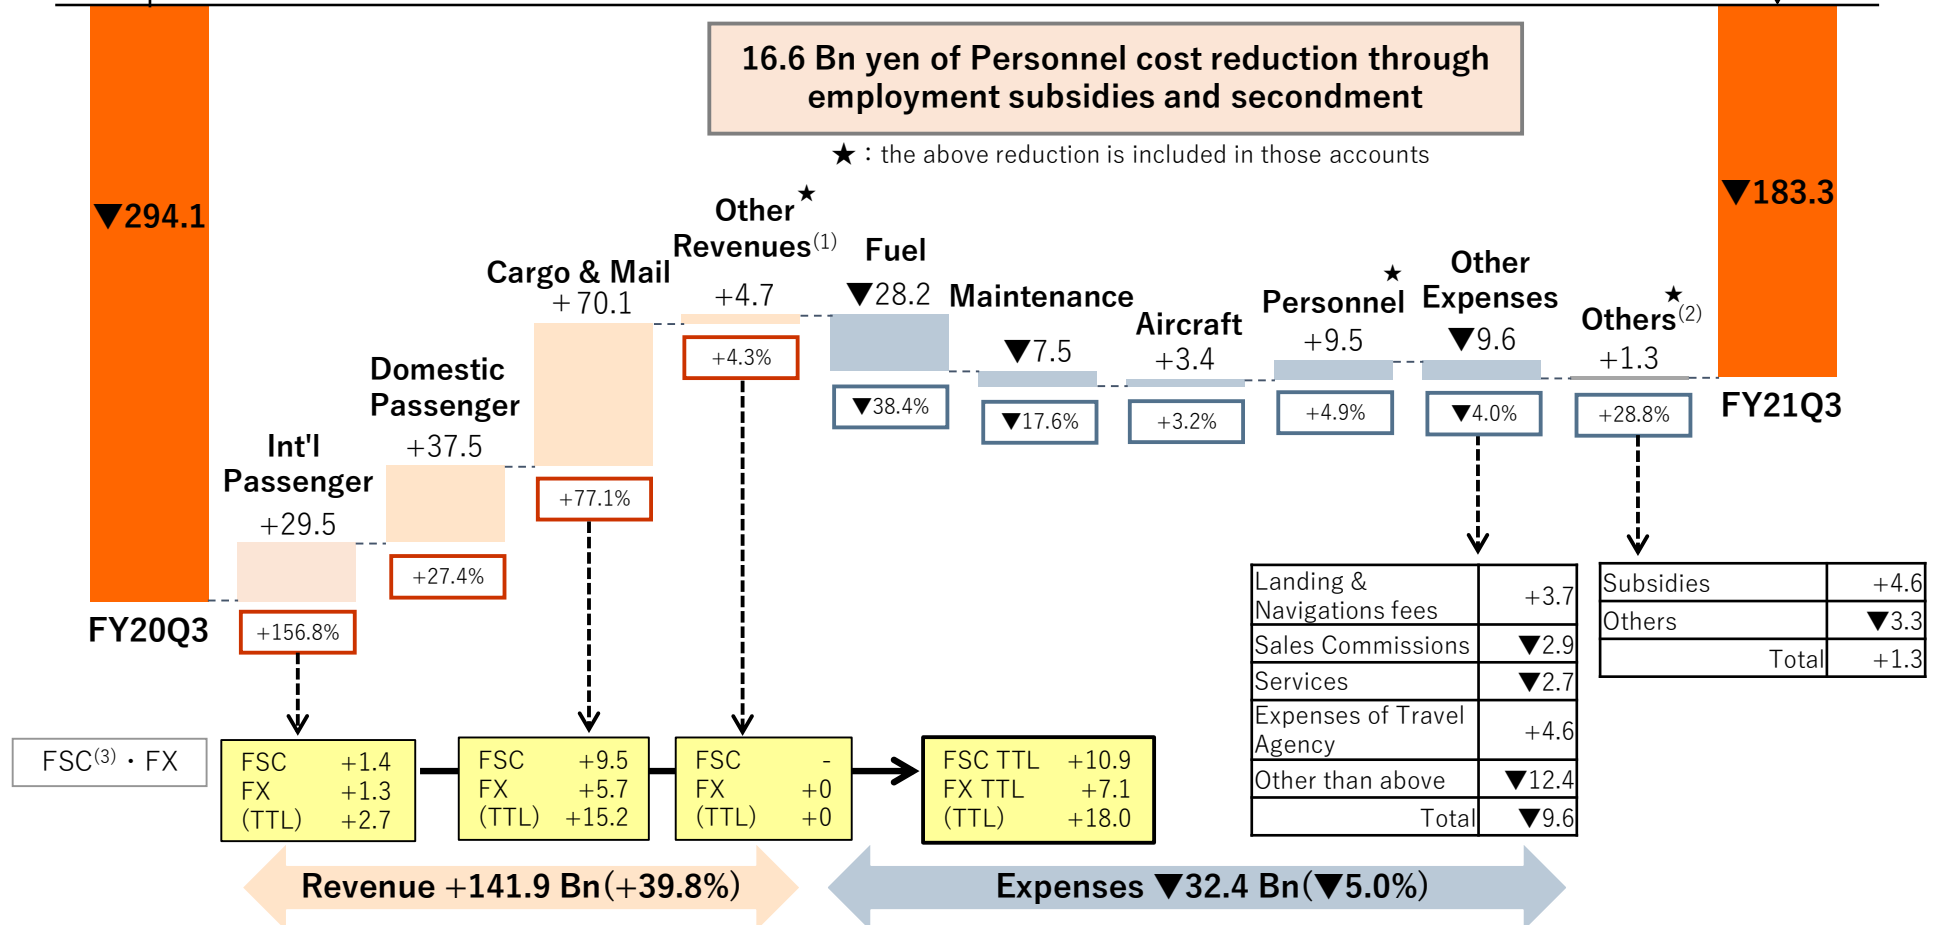 16.6 Bn yen of Personnel cost reduction through
employment subsidies and secondment
★：the above reduction is included in those accounts
▼294.1
FY20Q3
Int'l
Passenger
+29.5
+156.8%
Domestic
Passenger
+37.5
+27.4%
Cargo & Mail
+70.1
+77.1%
Other★
Revenues(1)
+4.7
+4.3%
Fuel
▼28.2
▼38.4%
Maintenance
▼7.5
▼17.6%
Aircraft
+3.4
+3.2%
★
Personnel
+9.5
+4.9%
Other
Expenses
▼9.6
▼4.0%
★
Others(2)
+1.3
+28.8%
▼183.3
FY21Q3
Landing &
Navigations fees +3.7
Sales Commissions ▼2.9
Services ▼2.7
Expenses of Travel
Agency +4.6
Other than above ▼12.4
Total ▼9.6
Subsidies +4.6
Others ▼3.3
Total +1.3
FSC(3)・FX
FSC +1.4
FX +1.3
(TTL) +2.7
FSC +9.5
FX +5.7
(TTL) +15.2
FSC -
FX +0
(TTL) +0
FSC TTL +10.9
FX TTL +7.1
(TTL) +18.0
Revenue +141.9 Bn(+39.8%)
Expenses ▼32.4 Bn(▼5.0%)